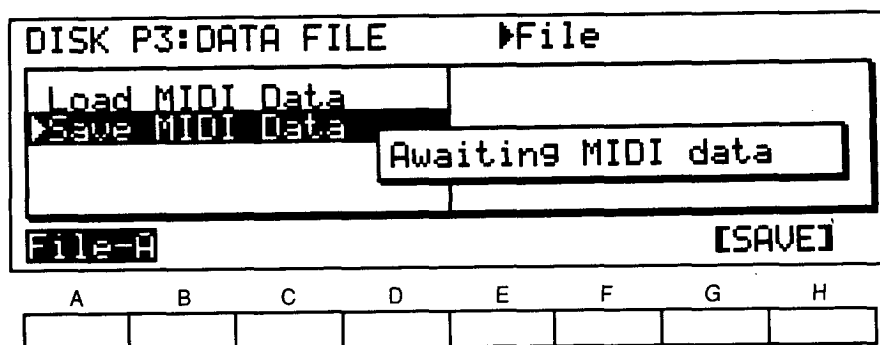 DISK P3:DATA FILE ▶File
Load MIDI Data
▶Save MIDI Data
Awaiting MIDI data
File-A [SAVE]
A B C D E F G H